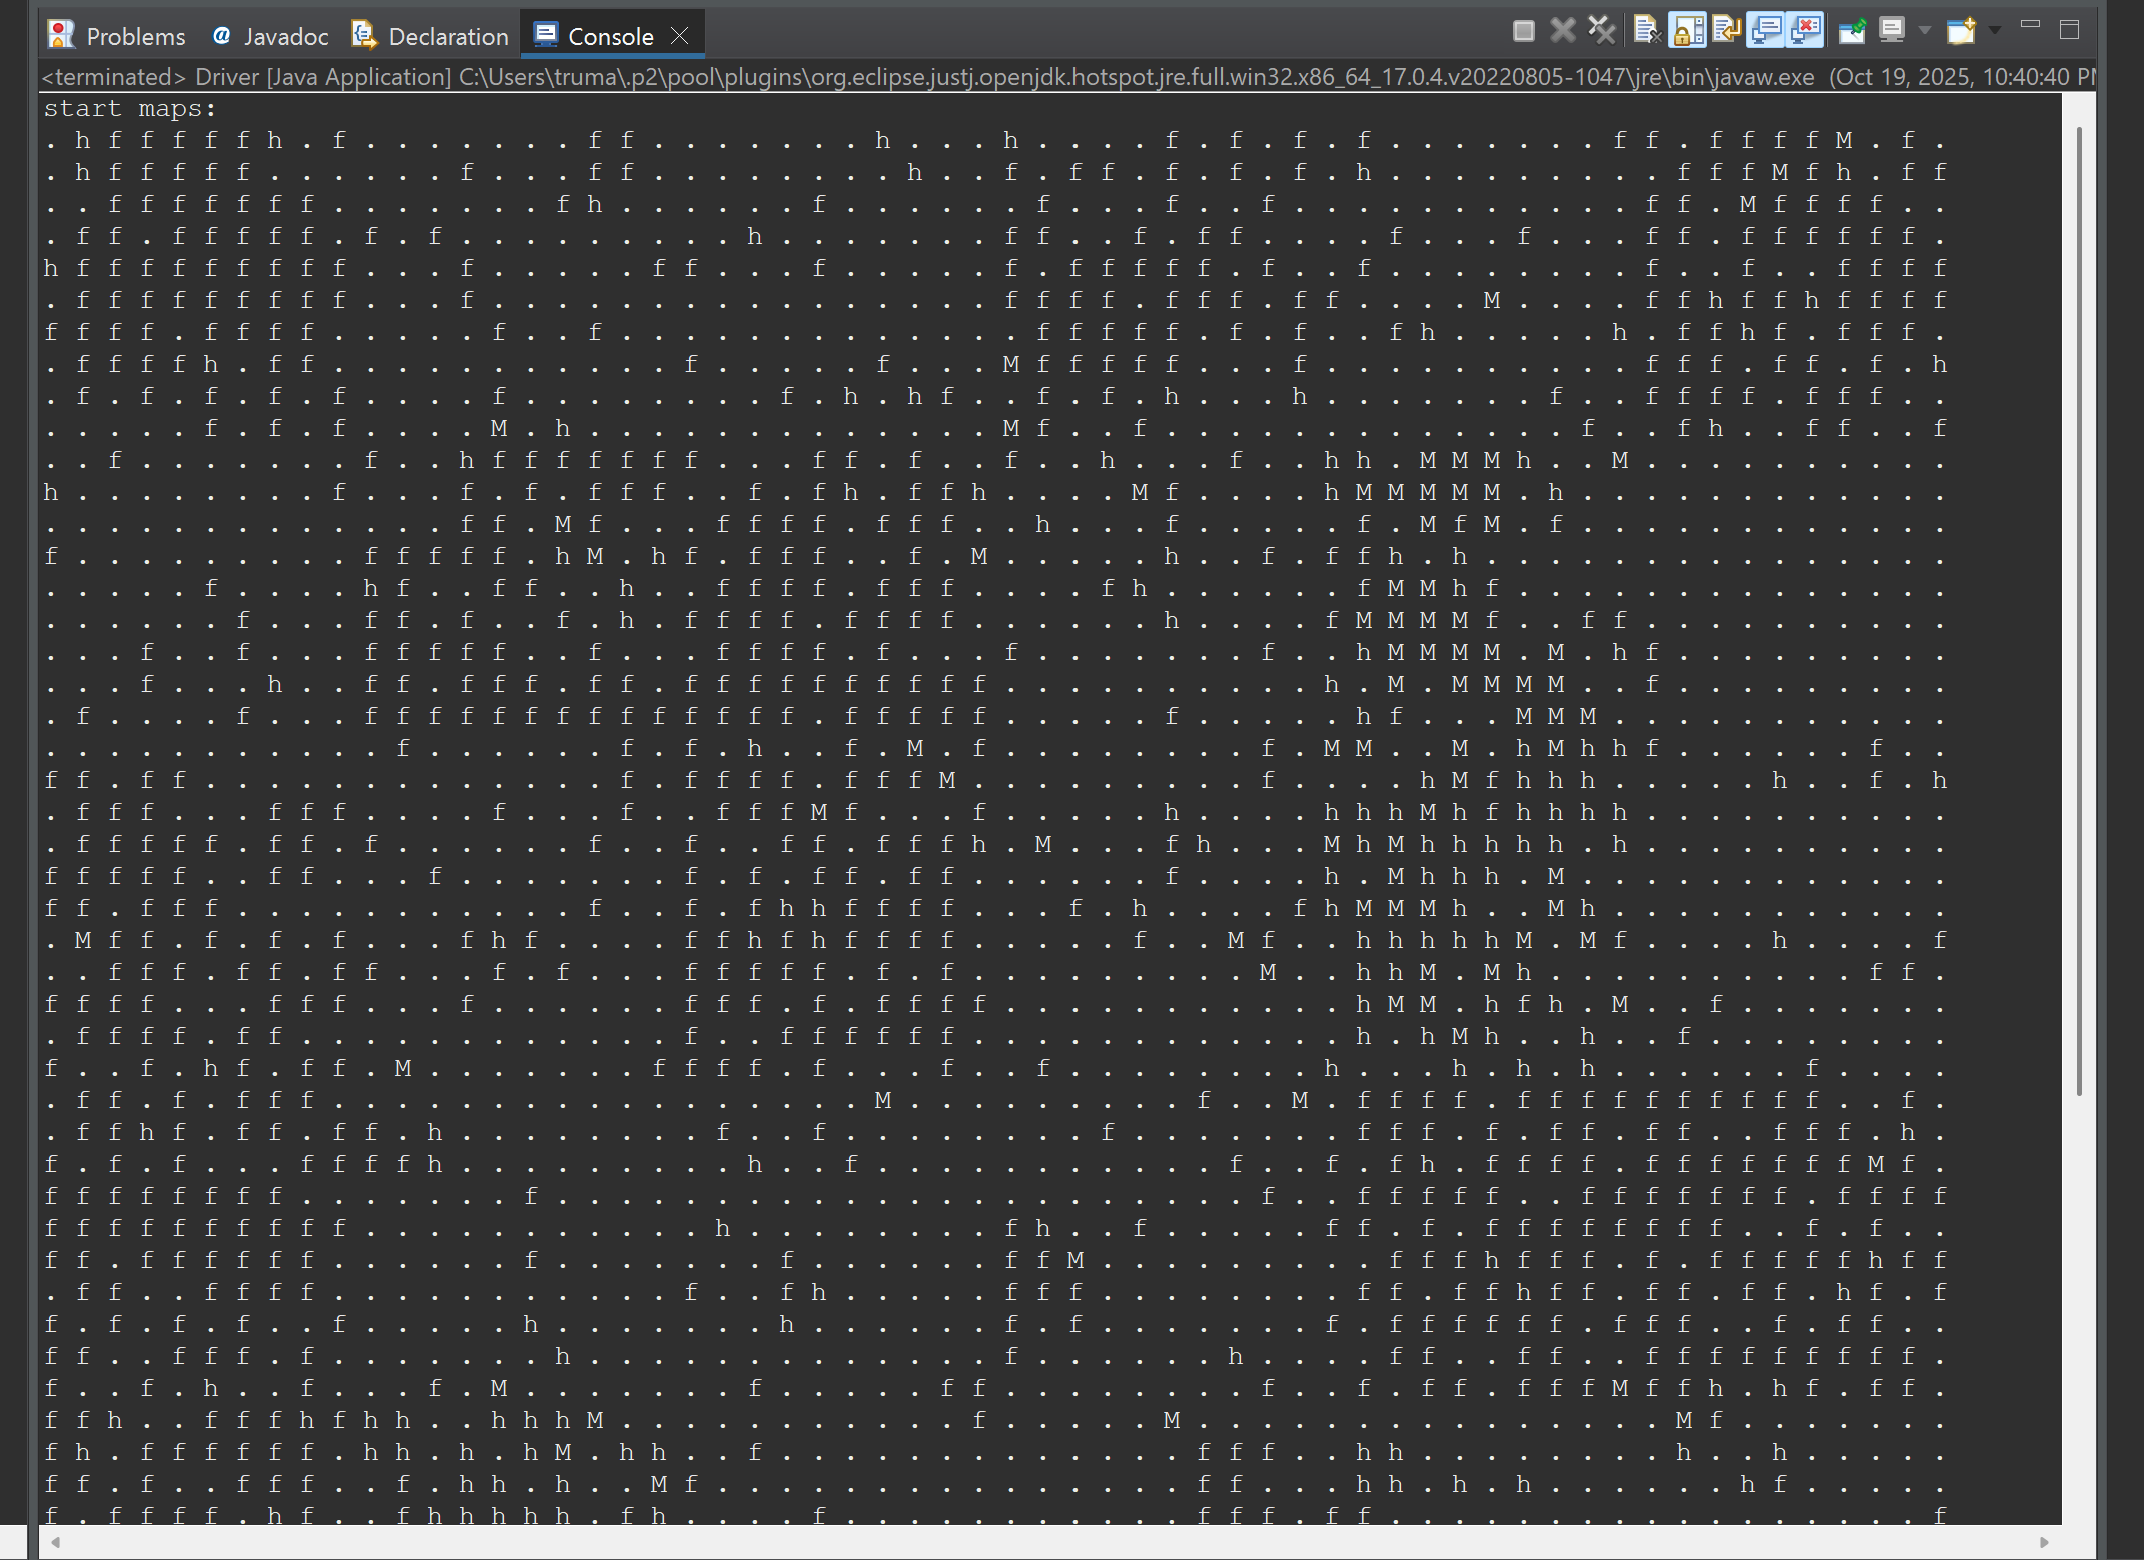 Problems @ Javadoc Declaration Console
<terminated> Driver [Java Application] C:\Users\truma\.p2\pool\plugins\org.eclipse.justj.openjdk.hotspot.jre.full.win32.x86_64_17.0.4.v20220805-1047\jre\bin\javaw.exe (Oct 19, 2025, 10:40:40 PM
start maps:
. h f f f f f h . f . . . . . . . f f . . . . . . . h . . . h . . . . f . f . f . f . . . . . . . f f . f f f f M . f .
. h f f f f f . . . . . . f . . . f f . . . . . . . . h . . f . f f . f . f . f . h . . . . . . . . . f f f M f h . f f
. . f f f f f f f . . . . . . . f h . . . . . . f . . . . . . f . . . f . . f . . . . . . . . . . . f f . M f f f f . .
. f f . f f f f f . f . f . . . . . . . . . h . . . . . . . f f . . f . f f . . . . f . . . f . . . f f . f f f f f f .
h f f f f f f f f f . . . f . . . . . f f . . . f . . . . . f . f f f f f . f . . f . . . . . . . . f . . f . . f f f f
. f f f f f f f f f . . . f . . . . . . . . . . . . . . . . f f f f . f f f . f f . . . . M . . . . f f h f f h f f f f
f f f f . f f f f . . . . . f . . f . . . . . . . . . . . . . f f f f f . f . f . . f h . . . . . h . f f h f . f f f .
. f f f f h . f f . . . . . . . . . . . f . . . . . f . . . M f f f f f . . . f . . . . . . . . . . f f f . f f . f . h
. f . f . f . f . f . . . . f . . . . . . . . f . h . h f . . f . f . h . . . h . . . . . . . f . . f f f f . f f f . .
. . . . . f . f . f . . . . M . h . . . . . . . . . . . . . M f . . f . . . . . . . . . . . . . f . . f h . . f f . . f
. . f . . . . . . . f . . h f f f f f f f . . . f f . f . . f . . h . . . f . . h h . M M M h . . M . . . . . . . . . .
h . . . . . . . . f . . . f . f . f f f . . f . f h . f f h . . . . M f . . . . h M M M M M . h . . . . . . . . . . . .
. . . . . . . . . . . . . f f . M f . . . f f f f . f f f . . h . . . f . . . . . f . M f M . f . . . . . . . . . . . .
f . . . . . . . . . f f f f f . h M . h f . f f f . . f . M . . . . . h . . f . f f h . h . . . . . . . . . . . . . . .
. . . . . f . . . . h f . . f f . . h . . f f f f . f f f . . . . f h . . . . . . f M M h f . . . . . . . . . . . . . .
. . . . . . f . . . f f . f . . f . h . f f f f . f f f f . . . . . . h . . . . f M M M M f . . f f . . . . . . . . . .
. . . f . . f . . . f f f f f . . f . . . f f f f . f . . . f . . . . . . . f . . h M M M M . M . h f . . . . . . . . .
. . . f . . . h . . f f . f f f . f f . f f f f f f f f f f . . . . . . . . . . h . M . M M M M . . f . . . . . . . . .
. f . . . . f . . . f f f f f f f f f f f f f f . f f f f f . . . . . f . . . . . h f . . . M M M . . . . . . . . . . .
. . . . . . . . . . . f . . . . . . f . f . h . . f . M . f . . . . . . . . f . M M . . M . h M h h f . . . . . . f . .
f f . f f . . . . . . . . . . . . . f . f f f f . f f f M . . . . . . . . . f . . . . h M f h h h . . . . . h . . f . h
. f f f . . . f f f . . . . f . . . f . . f f f M f . . . f . . . . . h . . . . h h h M h f h h h h . . . . . . . . . .
. f f f f f . f f . f . . . . . . f . . f . . f f . f f f h . M . . . f h . . . M h M h h h h h . h . . . . . . . . . .
f f f f f . . f f . . . f . . . . . . . f . f . f f . f f . . . . . . f . . . . h . M h h h . M . . . . . . . . . . . .
f f . f f f . . . . . . . . . . . f . . f . f h h f f f f . . . f . h . . . . f h M M M h . . M h . . . . . . . . . . .
. M f f . f . f . f . . . f h f . . . . f f h f h f f f f . . . . . f . . M f . . h h h h h M . M f . . . . h . . . . f
. . f f f . f f . f f . . . f . f . . . f f f f f . f . f . . . . . . . . . M . . h h M . M h . . . . . . . . . . f f .
f f f f . . . f f f . . . f . . . . . . f f f . f . f f f f . . . . . . . . . . . h M M . h f h . M . . f . . . . . . .
. f f f f . f f . . . . . . . . . . . . f . . f f f f f f . . . . . . . . . . . . h . h M h . . h . . f . . . . . . . .
f . . f . h f . f f . M . . . . . . . f f f f . f . . . f . . f . . . . . . . . h . . . h . h . h . . . . . . f . . . .
. f f . f . f f f . . . . . . . . . . . . . . . . . M . . . . . . . . . f . . M . f f f f . f f f f f f f f f f . . f .
. f f h f . f f . f f . h . . . . . . . . f . . f . . . . . . . . f . . . . . . . f f f . f . f f . f f . . f f f . h .
f . f . f . . . f f f f h . . . . . . . . . h . . f . . . . . . . . . . . f . . f . f h . f f f f . f f f f f f f M f .
f f f f f f f f . . . . . . . f . . . . . . . . . . . . . . . . . . . . . . f . . f f f f f . . f f f f f f f . f f f f
f f f f f f f f f f . . . . . . . . . . . h . . . . . . . . f h . . f . . . . . f f . f . f f f f f f f f . . f . f . .
f f . f f f f f f . . . . . . f . . . . . . . f . . . . . . f f M . . . . . . . . . f f f h f f f . f . f f f f f h f f
. f f . . f f f f . . . . . . . . . . . f . . f h . . . . . f f f . . . . . . . . f f . f f h f f . f f . f f . h f . f
f . f . f . f . . f . . . . . h . . . . . . . h . . . . . . f . f . . . . . . . f . f f f f f f . f f f . . f . f f . .
f f . . f f f . f . . . . . . . h . . . . . . . . . . . . . f . . . . . . h . . . . f f . . f f . . f f f f f f f f f .
f . . f . h . . f . . . f . M . . . . . . . f . . . . . f f . . . . . . . . f . . f . f f . f f f M f f h . h f . f f .
f f h . . f f f h f h h . . h h h M . . . . . . . . . . . f . . . . . M . . . . . . . . . . . . . . . M f . . . . . . .
f h . f f f f f f . h h . h . h M . h h . . f . . . . . . . . . . . . . f f f . . h h . . . . . . . . h . . h . . . . .
f f . f . . f f f . . f . h h . h . . M f . . . . . . . . . . . . . . . f f . . . h h . h . h . . . . . . h f . . . . .
f . f f f f . h f . . f h h h h h . f h . . . . f . . . . . . . . . . . f f f . f f . . . . . . . . . . . . . . . . . f